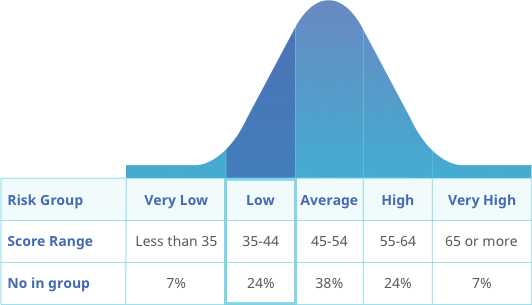 Risk Group Very Low Low Average High Very High
Score Range Less than 35 35-44 45-54 55-64 65 or more
No in group 7% 24% 38% 24% 7%